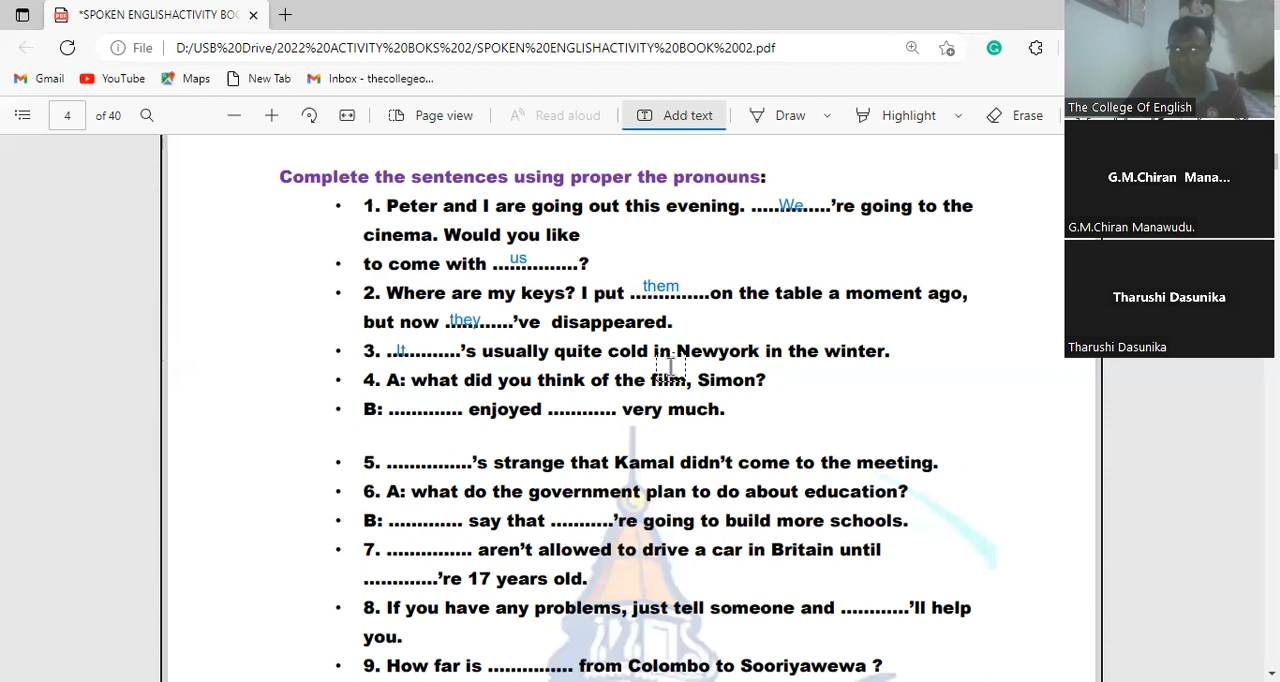 *SPOKEN ENGLISHACTIVITY BOO
File D:/USB%20Drive/2022%20ACTIVITY%20BOKS%202/SPOKEN%20ENGLISHACTIVITY%20BOOK%2002.pdf
Gmail YouTube Maps New Tab Inbox - thecollegeo...
4 of 40 Page view Read aloud Add text Draw Highlight Erase
The College Of English
G.M.Chiran Mana...
G.M.Chiran Manawudu.
Tharushi Dasunika
Tharushi Dasunika
Complete the sentences using proper the pronouns:
• 1. Peter and I are going out this evening. ......We......’re going to the
cinema. Would you like
us
• to come with ...............?
them
• 2. Where are my keys? I put ..............on the table a moment ago,
but now ..they......’ve disappeared.
• 3. ..It..........’s usually quite cold in Newyork in the winter.
• 4. A: what did you think of the film, Simon?
• B: ............. enjoyed ............ very much.
• 5. ...............’s strange that Kamal didn’t come to the meeting.
• 6. A: what do the government plan to do about education?
• B: ............. say that ...........’re going to build more schools.
• 7. ............... aren’t allowed to drive a car in Britain until
.............’re 17 years old.
• 8. If you have any problems, just tell someone and ............’ll help
you.
• 9. How far is ............... from Colombo to Sooriyawewa ?